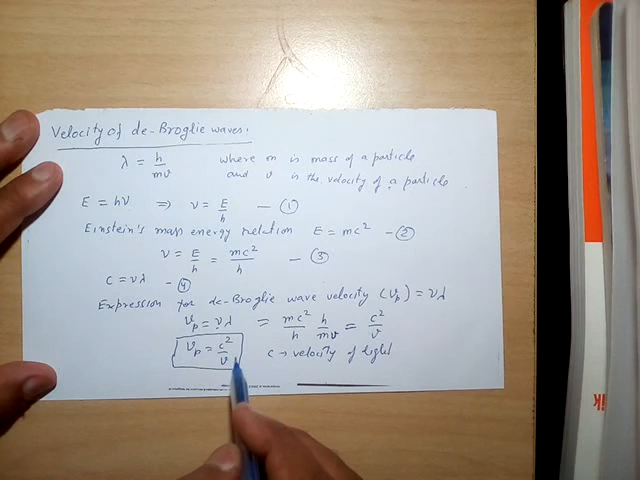 Velocity of de-Broglie waves:
λ = h/mv where m is mass of a particle
and v is the velocity of a particle
E = hν ⇒ ν = E/h — ①
Einstein's mass energy relation E = mc² — ②
ν = E/h = mc²/h — ③
c = νλ — ④
Expression for de-Broglie wave velocity (vp) = νλ
vp = νλ = mc²/h h/mv = c²/v
vp = c²/v c → velocity of light